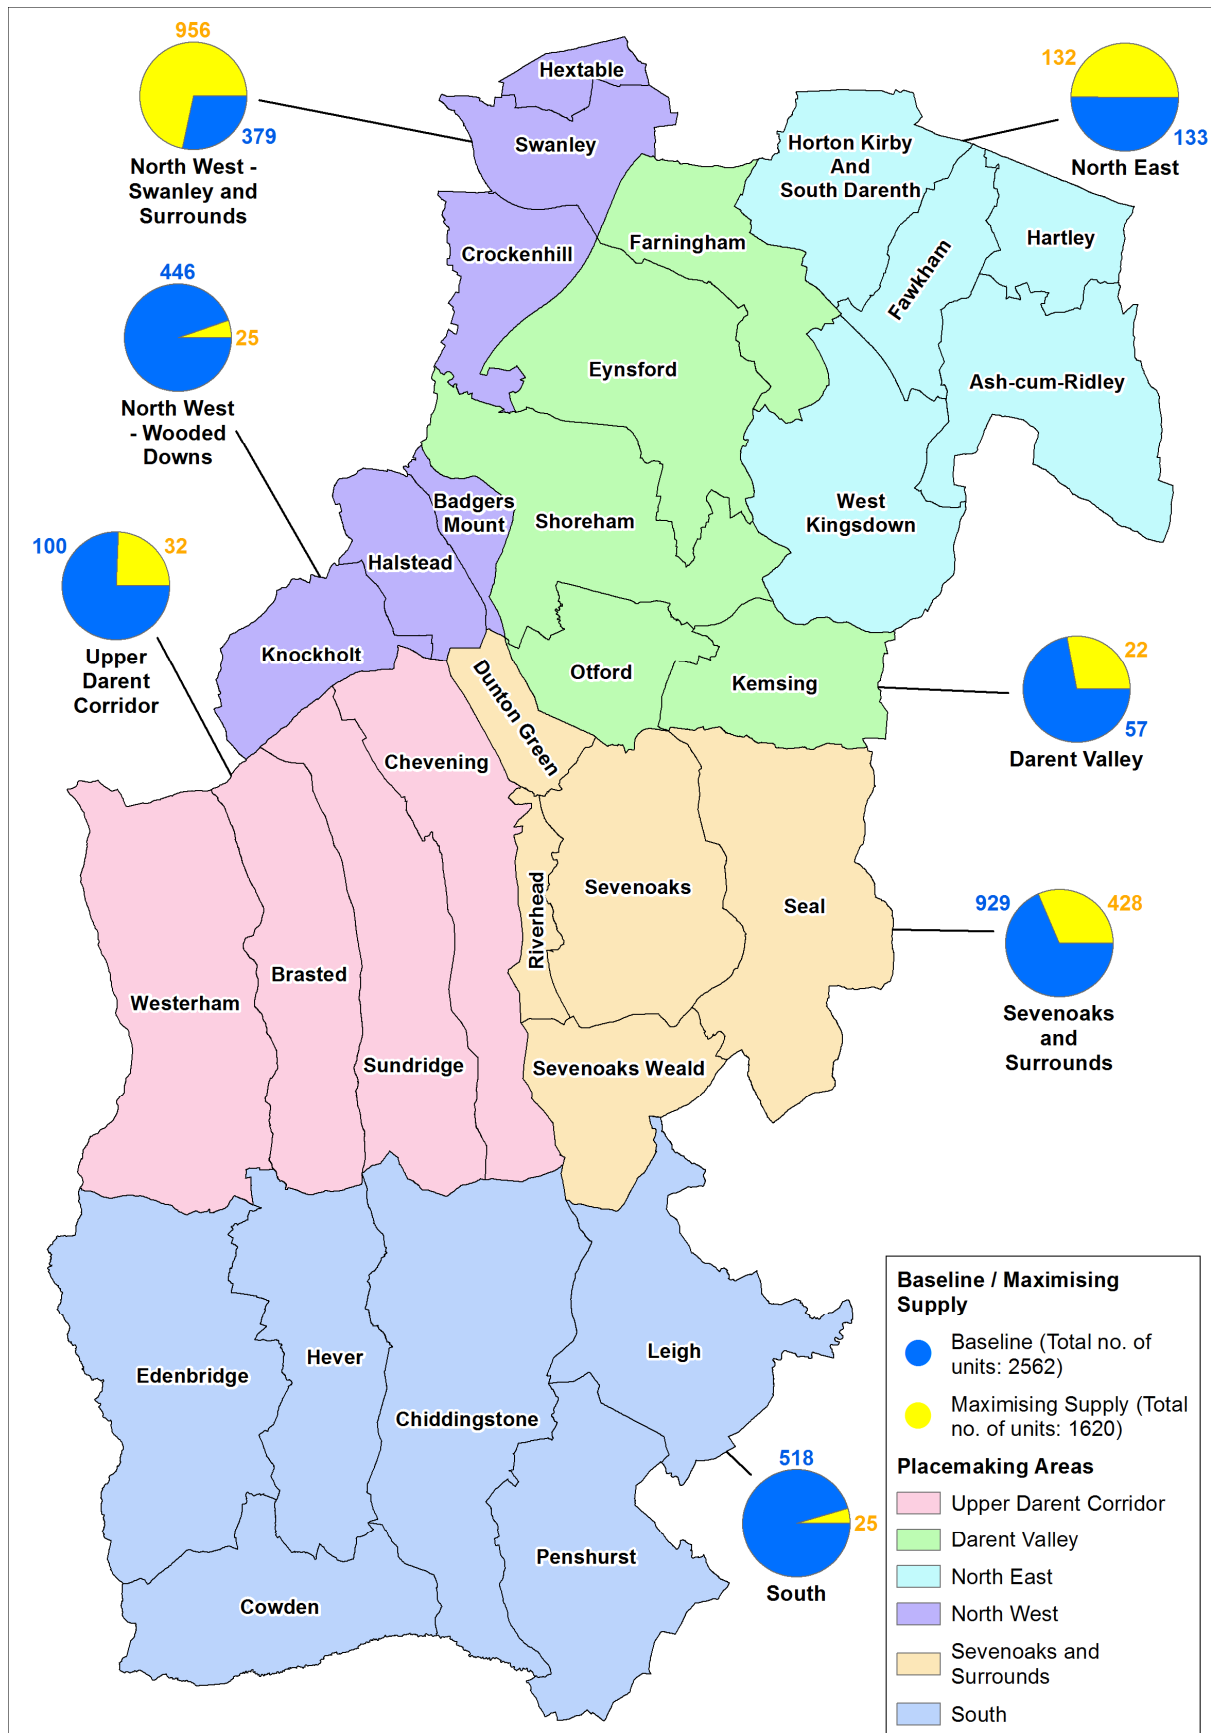 956
379
North West -
Swanley and
Surrounds
Hextable
Swanley
Crockenhill
132
133
North East
Horton Kirby
And
South Darenth
Farningham
Fawkham
Hartley
446
25
North West
- Wooded
Downs
Eynsford
Ash-cum-Ridley
Badgers
Mount
Shoreham
West
Kingsdown
100
32
Upper
Darent
Corridor
Halstead
Knockholt
Otford
Kemsing
22
57
Darent Valley
Dunton Green
Chevening
Riverhead
Sevenoaks
Seal
929
428
Sevenoaks
and
Surrounds
Westerham
Brasted
Sundridge
Sevenoaks Weald
Edenbridge
Hever
Chiddingstone
Leigh
Penshurst
Cowden
518
25
South
Baseline / Maximising
Supply
Baseline (Total no. of
units: 2562)
Maximising Supply (Total
no. of units: 1620)
Placemaking Areas
Upper Darent Corridor
Darent Valley
North East
North West
Sevenoaks and
Surrounds
South